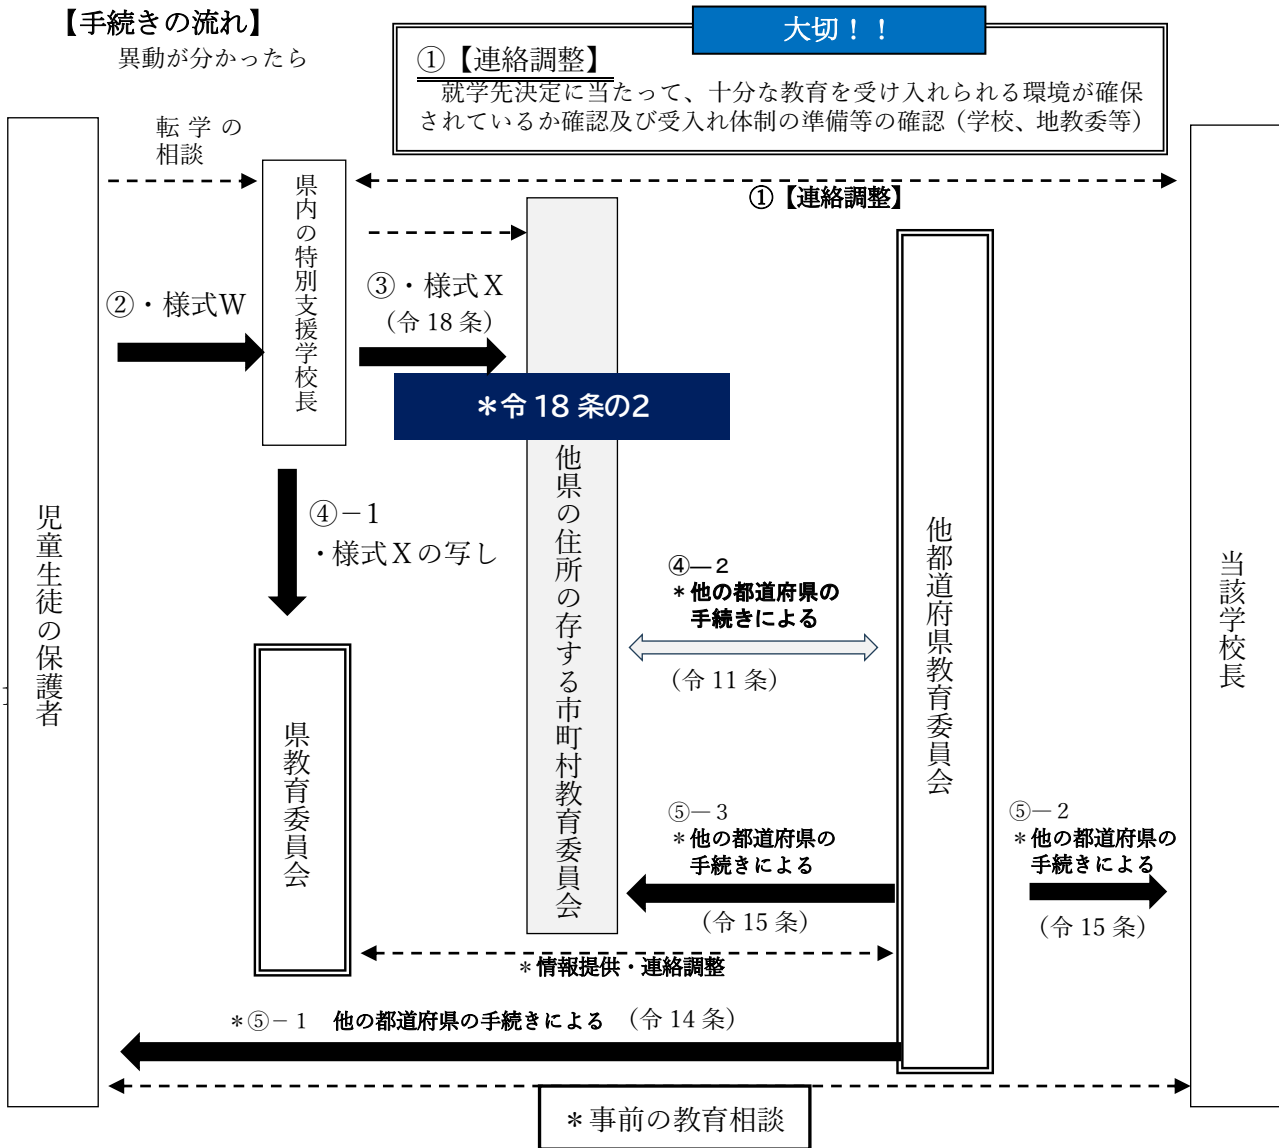 【手続きの流れ】
異動が分かったら
大切！！
①【連絡調整】
就学先決定に当たって、十分な教育を受け入れられる環境が確保
されているか確認及び受入れ体制の準備等の確認（学校、地教委等）
転学の
相談
①【連絡調整】
県内の特別支援学校長
②・様式Ｗ
③・様式Ｘ
（令 18 条）
＊令 18 条の2
④－1
・様式Ｘの写し
児童生徒の保護者
県教育委員会
他県の住所の存する市町村教育委員会
④―２
＊他の都道府県の
手続きによる
（令 11 条）
他都道府県教育委員会
当該学校長
⑤－３
＊他の都道府県の
手続きによる
（令 15 条）
⑤－２
＊他の都道府県の
手続きによる
（令 15 条）
＊情報提供・連絡調整
＊⑤－１　他の都道府県の手続きによる　（令 14 条）
＊事前の教育相談